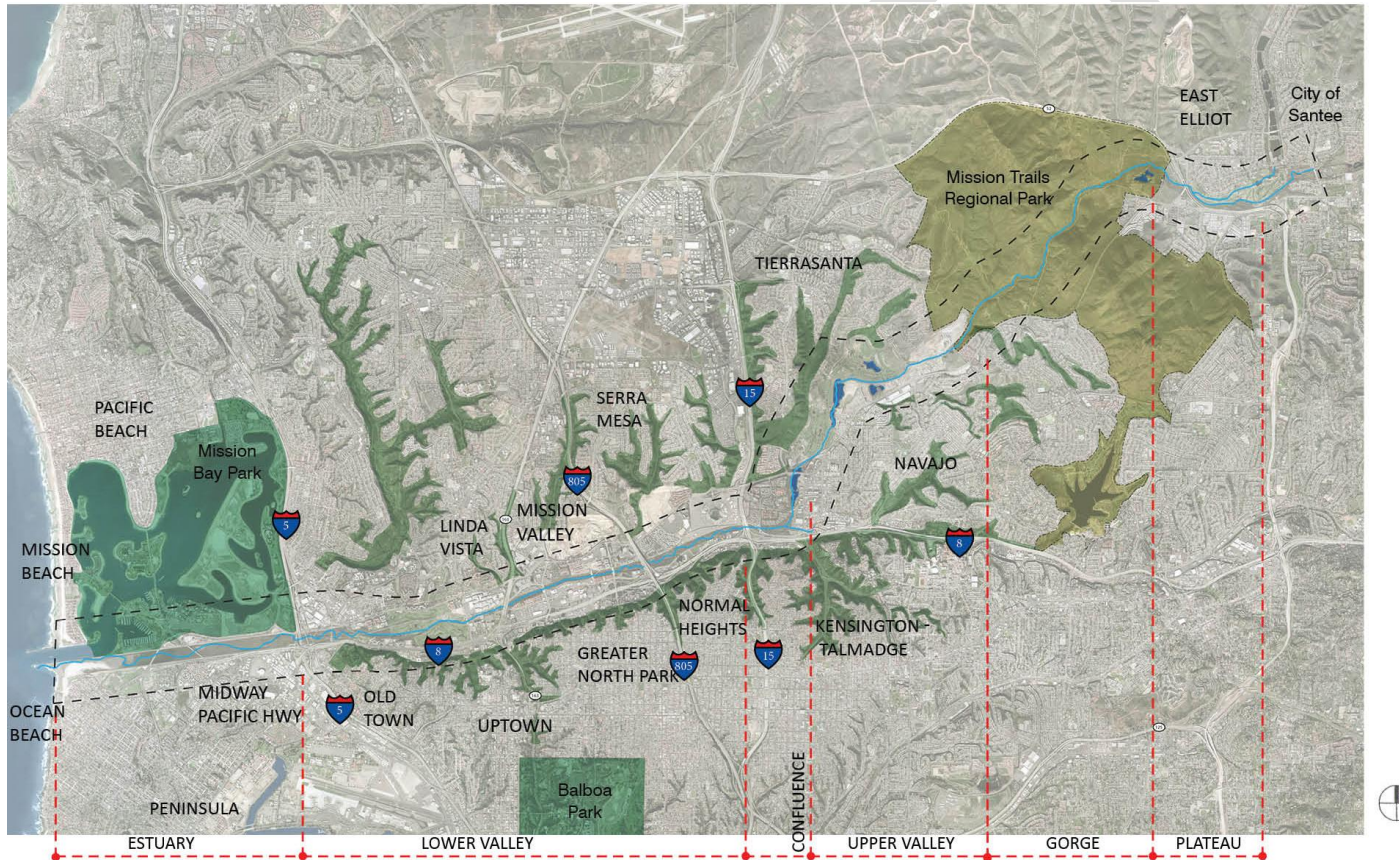 EAST
ELLIOT
City of
Santee
52
Mission Trails
Regional Park
TIERRASANTA
15
SERRA
MESA
PACIFIC
BEACH
Mission
Bay Park
NAVAJO
805
5
MISSION
VALLEY
LINDA
VISTA
8
MISSION
BEACH
NORMAL
HEIGHTS
KENSINGTON -
TALMADGE
8
15
GREATER
NORTH PARK
805
MIDWAY
PACIFIC HWY
OLD
TOWN
5
OCEAN
BEACH
UPTOWN
163
125
PENINSULA
Balboa
Park
CONFLUENCE
ESTUARY
LOWER VALLEY
UPPER VALLEY
GORGE
PLATEAU